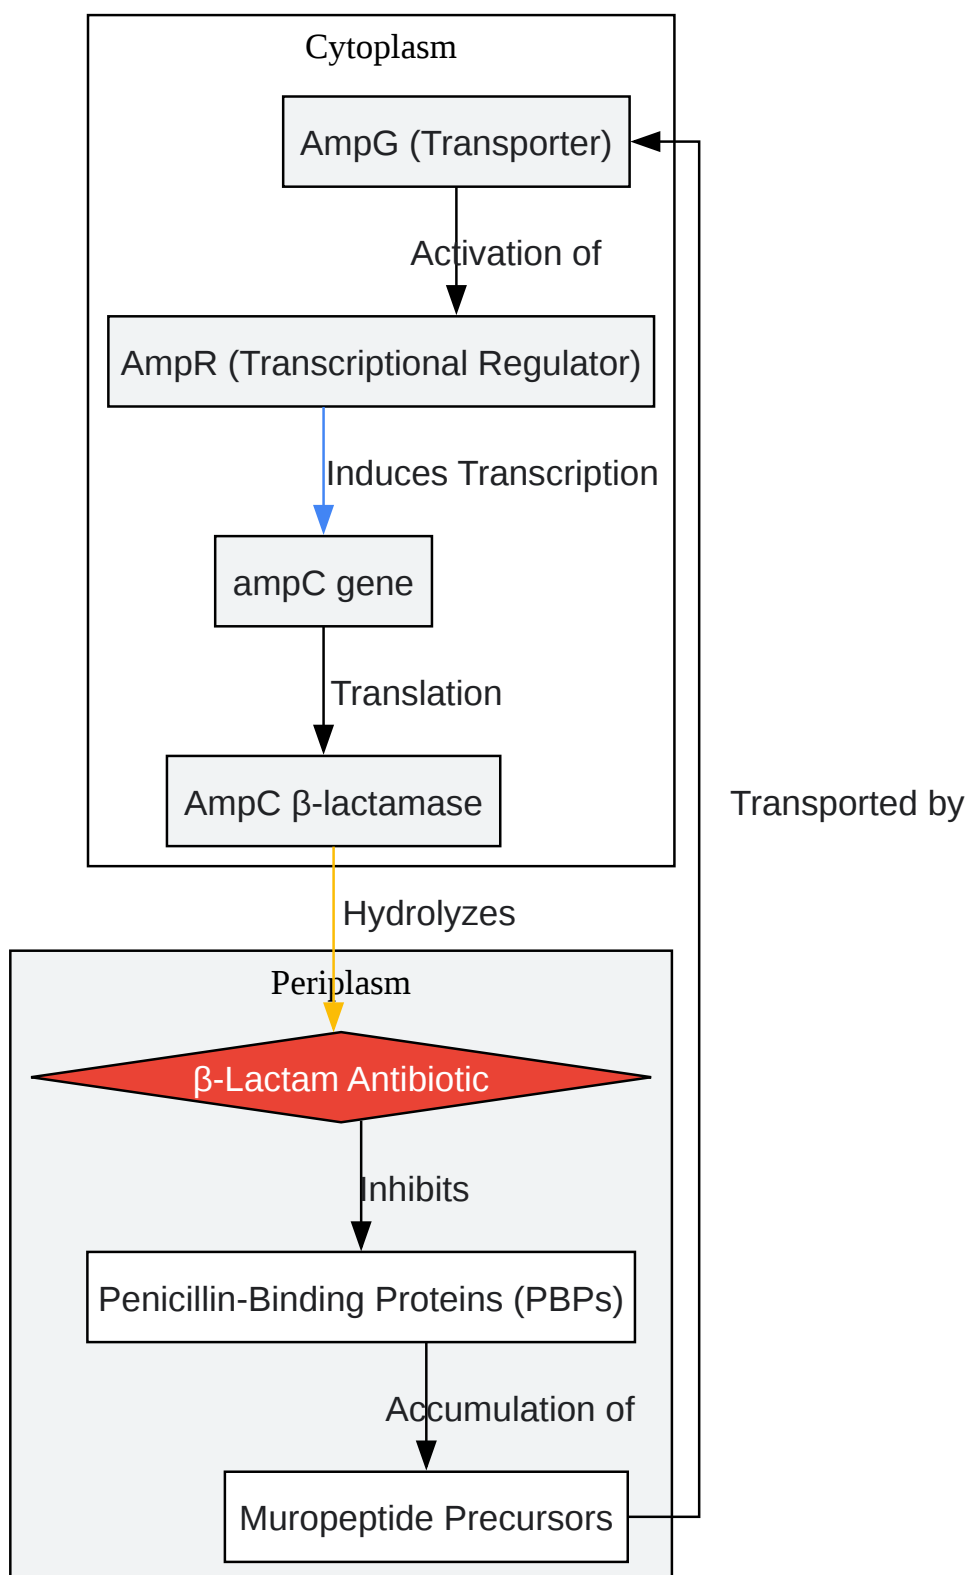 Cytoplasm
AmpG (Transporter)
Activation of
AmpR (Transcriptional Regulator)
Induces Transcription
ampC gene
Translation
AmpC β-lactamase
Transported by
Hydrolyzes
Periplasm
β-Lactam Antibiotic
Inhibits
Penicillin-Binding Proteins (PBPs)
Accumulation of
Muropeptide Precursors